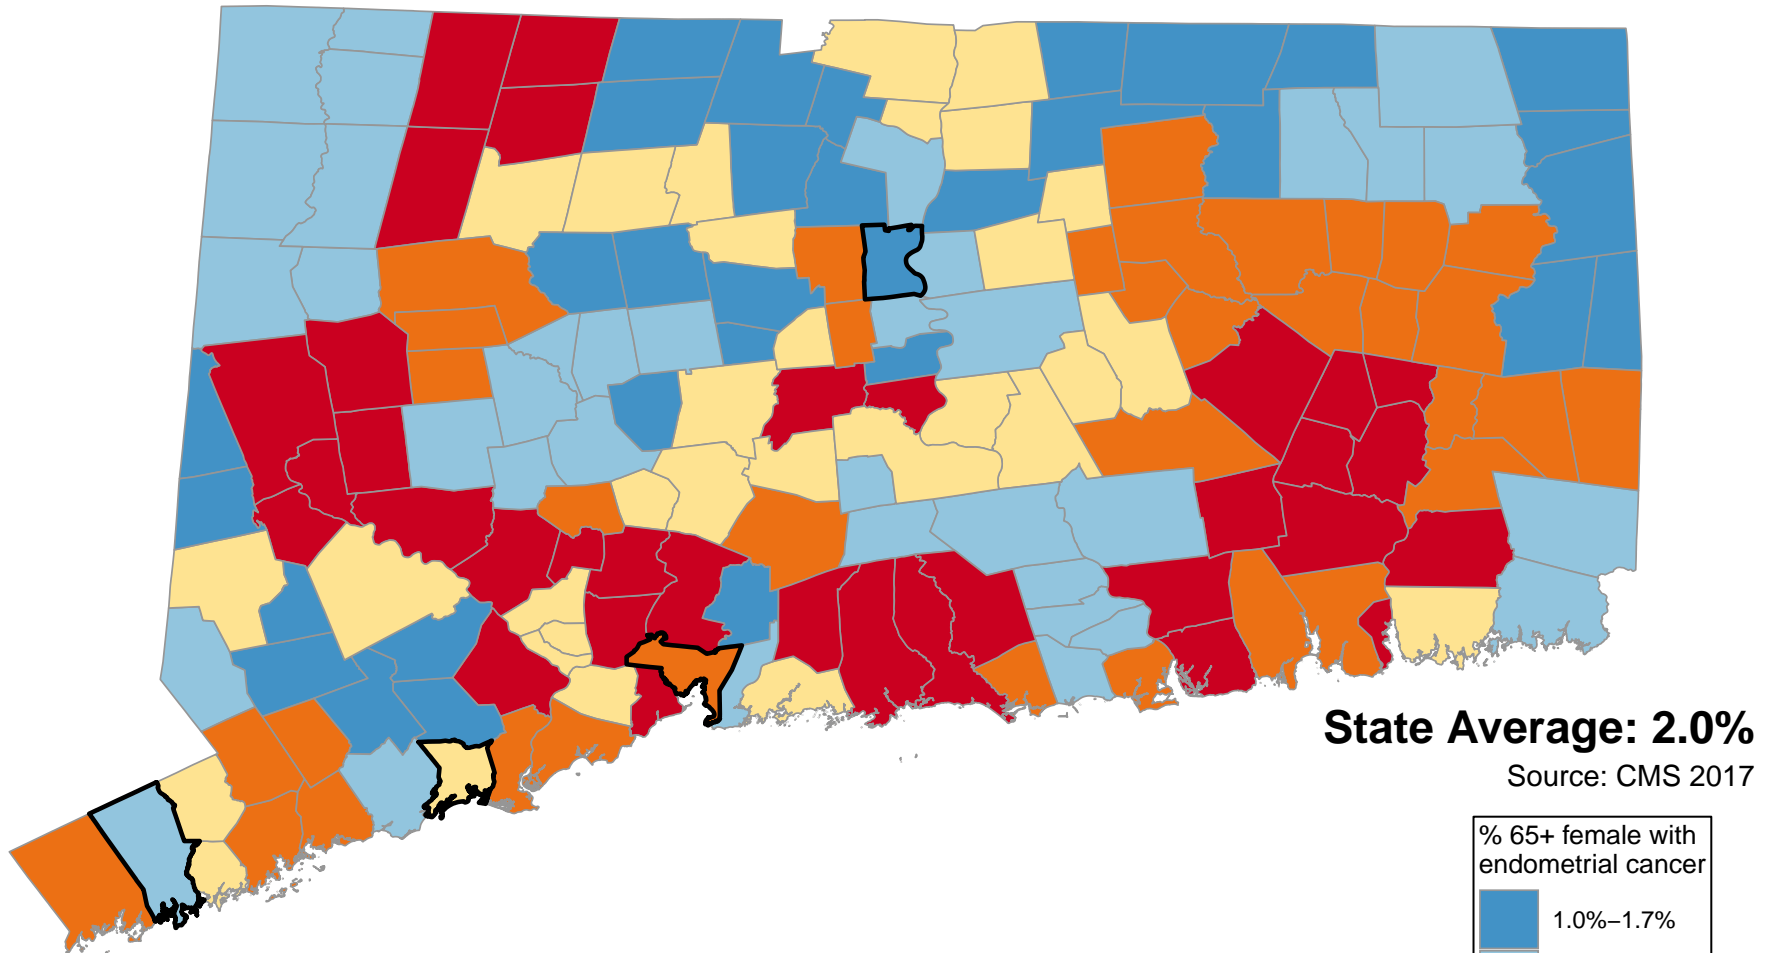 State Average: 2.0%
Source: CMS 2017
% 65+ female with
endometrial cancer
1.0%−1.7%